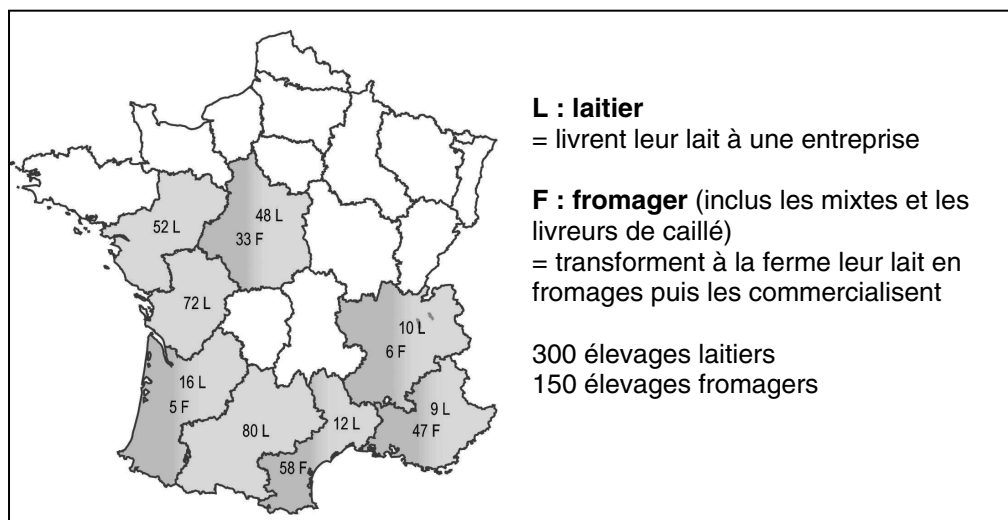 L : laitier
= livrent leur lait à une entreprise
F : fromager (inclus les mixtes et les
livreurs de caillé)
= transforment à la ferme leur lait en
fromages puis les commercialisent
300 élevages laitiers
150 élevages fromagers
52 L
48 L
33 F
72 L
10 L
6 F
16 L
5 F
80 L
12 L
58 F
9 L
47 F